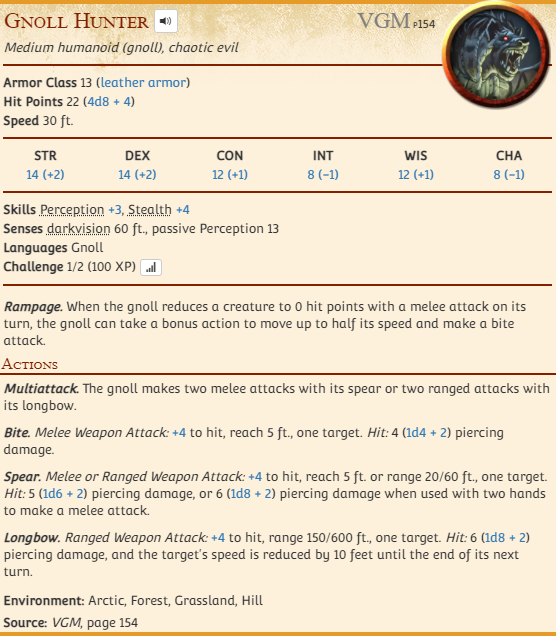 Gnoll Hunter VGM p154
Medium humanoid (gnoll), chaotic evil
Armor Class 13 (leather armor)
Hit Points 22 (4d8 + 4)
Speed 30 ft.
STR DEX CON INT WIS CHA
14 (+2) 14 (+2) 12 (+1) 8 (−1) 12 (+1) 8 (−1)
Skills Perception +3, Stealth +4
Senses darkvision 60 ft., passive Perception 13
Languages Gnoll
Challenge 1/2 (100 XP)
Rampage. When the gnoll reduces a creature to 0 hit points with a melee attack on its
turn, the gnoll can take a bonus action to move up to half its speed and make a bite
attack.
Actions
Multiattack. The gnoll makes two melee attacks with its spear or two ranged attacks with
its longbow.
Bite. Melee Weapon Attack: +4 to hit, reach 5 ft., one target. Hit: 4 (1d4 + 2) piercing
damage.
Spear. Melee or Ranged Weapon Attack: +4 to hit, reach 5 ft. or range 20/60 ft., one target.
Hit: 5 (1d6 + 2) piercing damage, or 6 (1d8 + 2) piercing damage when used with two hands
to make a melee attack.
Longbow. Ranged Weapon Attack: +4 to hit, range 150/600 ft., one target. Hit: 6 (1d8 + 2)
piercing damage, and the target's speed is reduced by 10 feet until the end of its next
turn.
Environment: Arctic, Forest, Grassland, Hill
Source: VGM, page 154